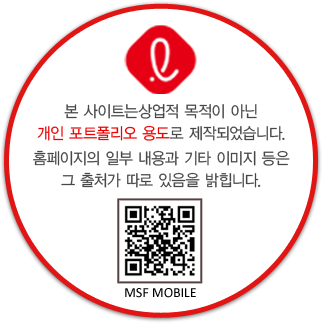 본 사이트는상업적 목적이 아닌
개인 포트폴리오 용도로 제작되었습니다.
홈페이지의 일부 내용과 기타 이미지 등은
그 출처가 따로 있음을 밝힙니다.
MSF MOBILE